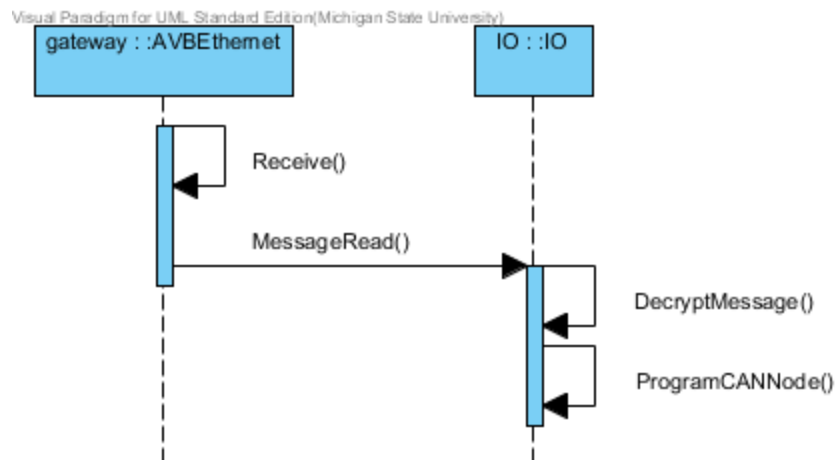 Visual Paradigm for UML Standard Edition(Michigan State University)
gateway : :AVBEthernet
IO : :IO
Receive()
MessageRead()
DecryptMessage()
ProgramCANNode()